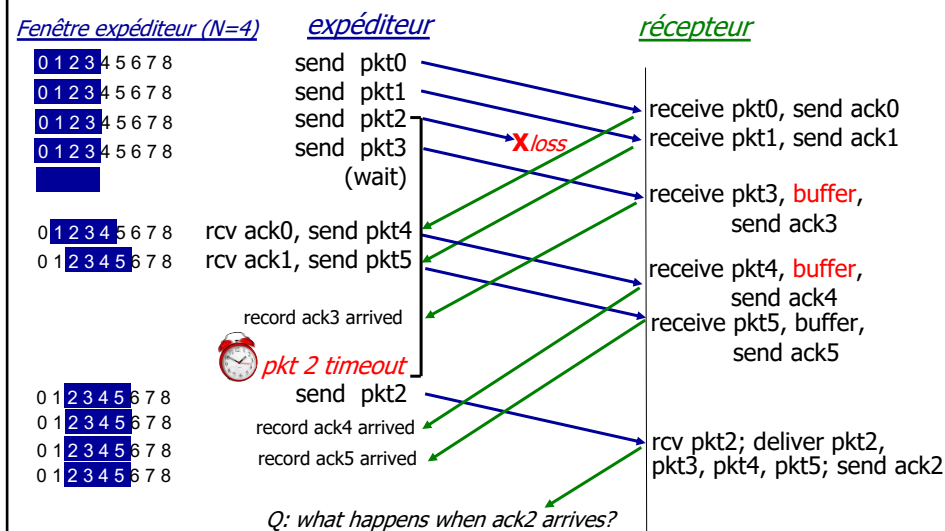 Fenêtre expéditeur (N=4)
expéditeur
récepteur
0 1 2 3 4 5 6 7 8
send pkt0
0 1 2 3 4 5 6 7 8
send pkt1
0 1 2 3 4 5 6 7 8
send pkt2
0 1 2 3 4 5 6 7 8
send pkt3
(wait)
X loss
receive pkt0, send ack0
receive pkt1, send ack1
receive pkt3, buffer,
send ack3
0 1 2 3 4 5 6 7 8
rcv ack0, send pkt4
0 1 2 3 4 5 6 7 8
rcv ack1, send pkt5
receive pkt4, buffer,
send ack4
receive pkt5, buffer,
send ack5
record ack3 arrived
pkt 2 timeout
0 1 2 3 4 5 6 7 8
send pkt2
0 1 2 3 4 5 6 7 8
record ack4 arrived
0 1 2 3 4 5 6 7 8
record ack5 arrived
0 1 2 3 4 5 6 7 8
rcv pkt2; deliver pkt2,
pkt3, pkt4, pkt5; send ack2
Q: what happens when ack2 arrives?